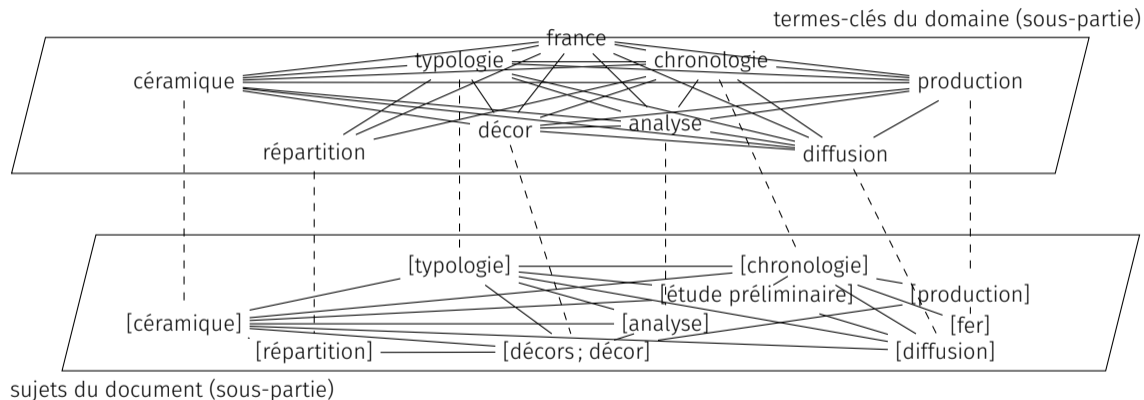 termes-clés du domaine (sous-partie)
france
typologie
chronologie
céramique
production
décor
analyse
répartition
diffusion
[typologie]
[chronologie]
[étude préliminaire]
[production]
[céramique]
[analyse]
[fer]
[répartition]
[décors ; décor]
[diffusion]
sujets du document (sous-partie)